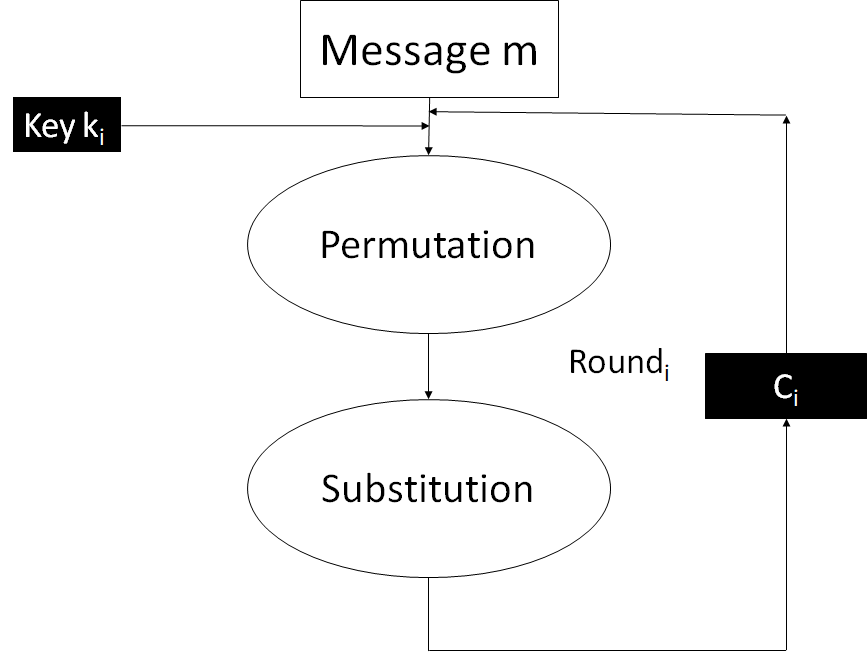 Message m
Key ki
Permutation
Roundi
Ci
Substitution